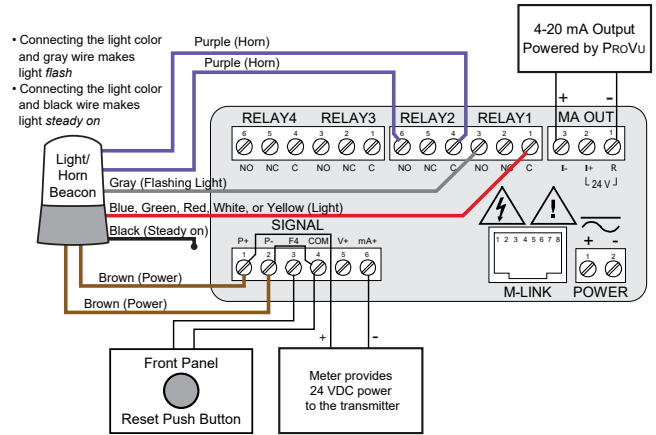 • Connecting the light color
and gray wire makes
light flash
• Connecting the light color
and black wire makes
light steady on
Purple (Horn)
Purple (Horn)
4-20 mA Output
Powered by PROVU
+ -
RELAY4 RELAY3 RELAY2 RELAY1 MA OUT
6 5 4 3 2 1 6 5 4 3 2 1 3 2 1
NO NC C NO NC C NO NC C NO NC C I- I+ R
24 V
Light/
Horn
Beacon
Gray (Flashing Light)
Blue, Green, Red, White, or Yellow (Light)
Black (Steady on)
SIGNAL
P+ P- F4 COM V+ mA+
1 2 3 4 5 6
1 2 3 4 5 6 7 8
M-LINK
+ -
1 2
POWER
Brown (Power)
Brown (Power)
+ -
Front Panel
Reset Push Button
Meter provides
24 VDC power
to the transmitter